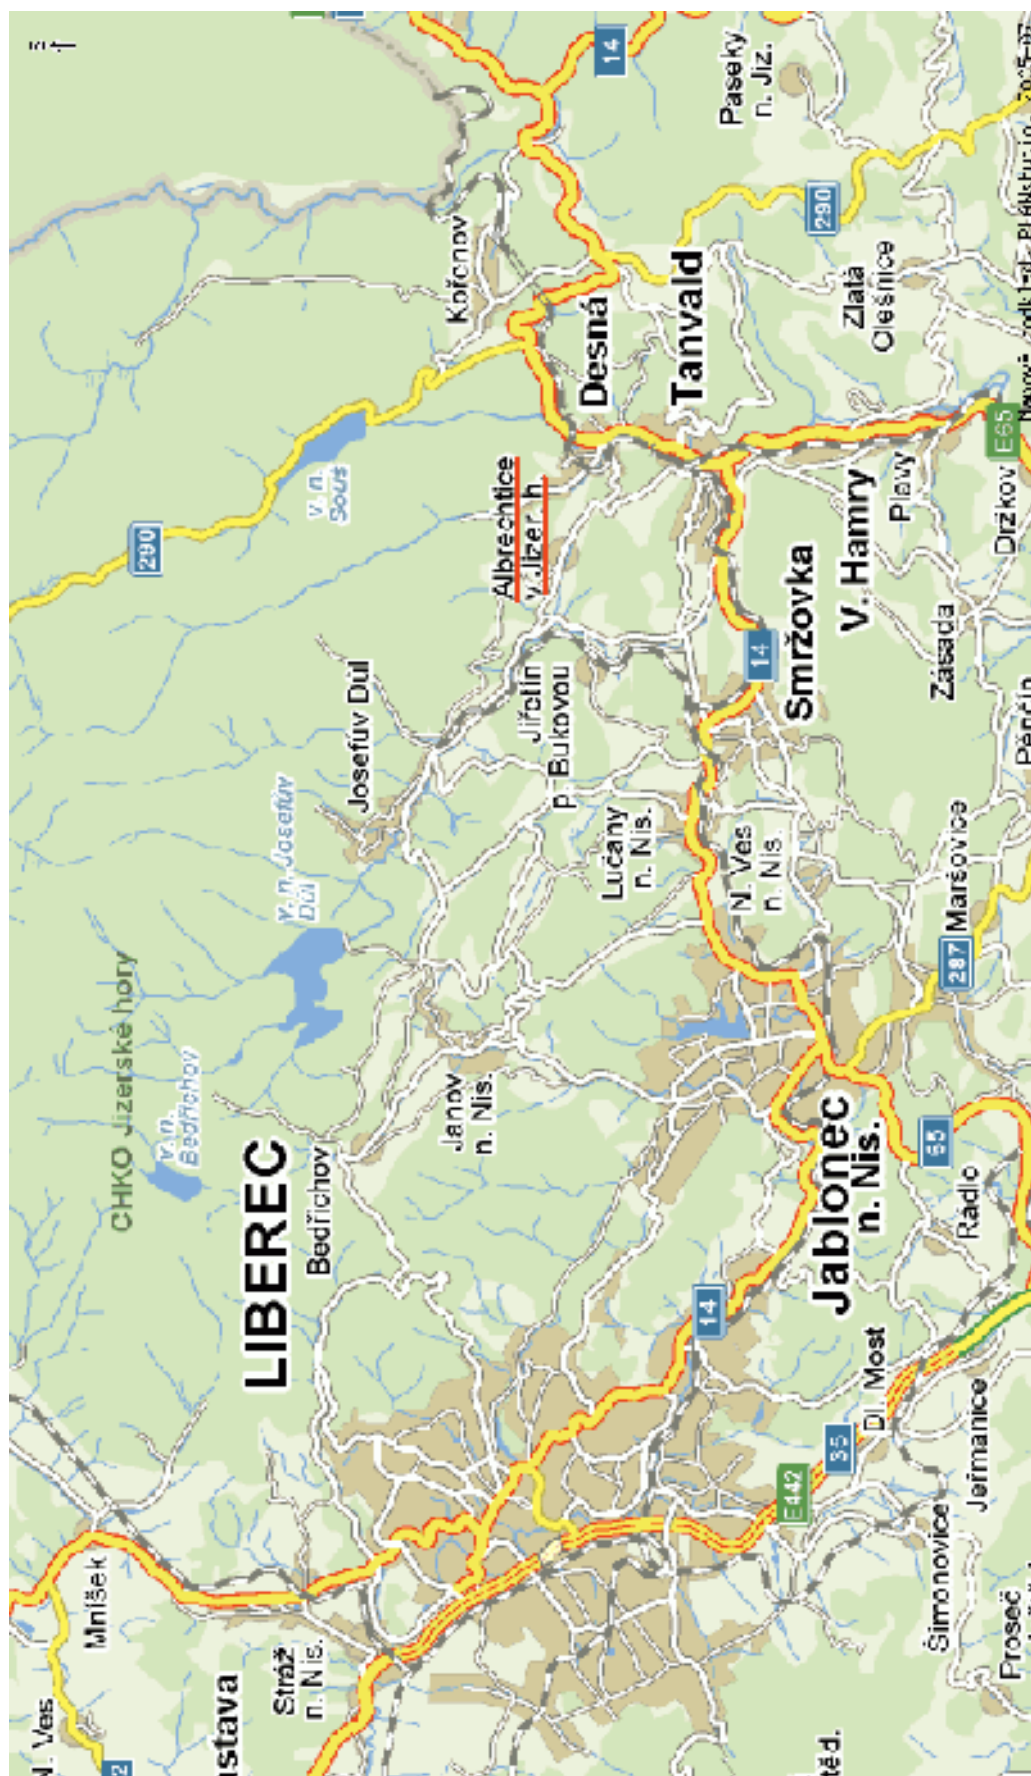 N. Ves
Mníšek
CHKO Jizerské hory
290
14
v. n.
Bedřichov
LIBEREC
Stráž
n. Nis.
Bedřichov
v. n. Josefův
Důl
v. n.
Souš
Josefův Důl
Janov
n. Nis.
Kořenov
Albrechtice
v Jizer. h.
Jiřetín
p. Bukovou
Desná
Lučany
n. Nis.
Tanvald
14
Paseky
n. Jiz.
N. Ves
n. Nis.
14
Smržovka
E442
35
290
Jablonec
n. Nis.
V. Hamry
Zlatá
Olešnice
Dl. Most
Plavy
Šimonovice
65
287
Maršovice
Zásada
Rádlo
Jeřmanice
Držkov
E65
Proseč